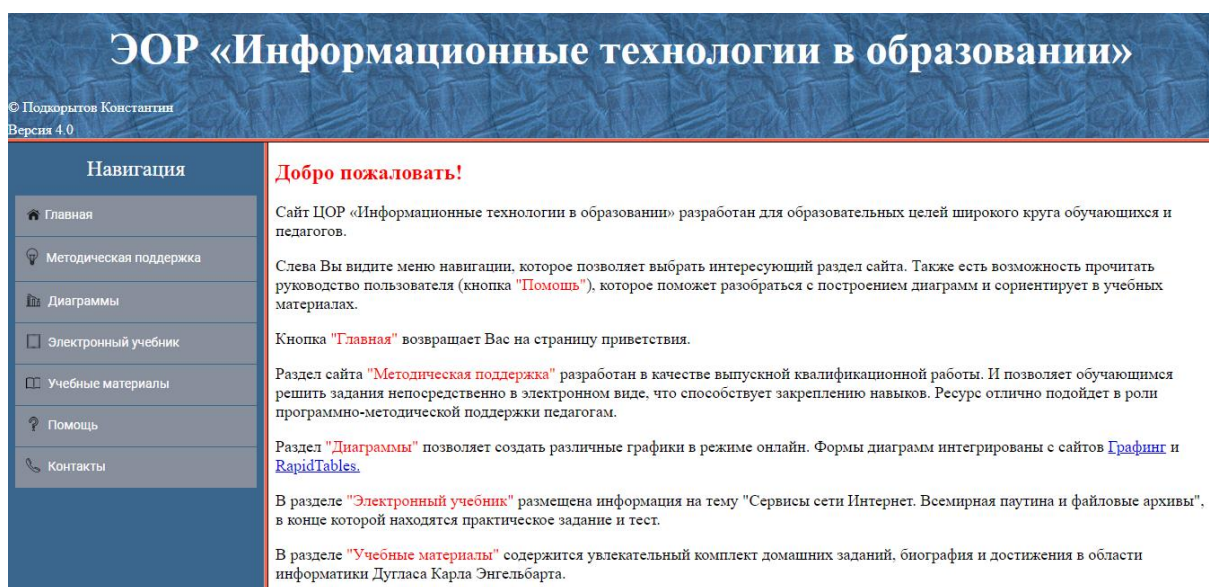 ЭОР «Информационные технологии в образовании»
© Подкорытов Константин
Версия 4.0
Навигация
Главная
Методическая поддержка
Диаграммы
Электронный учебник
Учебные материалы
Помощь
Контакты
Добро пожаловать!
Сайт ЦОР «Информационные технологии в образовании» разработан для образовательных целей широкого круга обучающихся и
педагогов.
Слева Вы видите меню навигации, которое позволяет выбрать интересующий раздел сайта. Также есть возможность прочитать
руководство пользователя (кнопка "Помощь"), которое поможет разобраться с построением диаграмм и сориентирует в учебных
материалах.
Кнопка "Главная" возвращает Вас на страницу приветствия.
Раздел сайта "Методическая поддержка" разработан в качестве выпускной квалификационной работы. И позволяет обучающимся
решить задания непосредственно в электронном виде, что способствует закреплению навыков. Ресурс отлично подойдет в роли
программно-методической поддержки педагогам.
Раздел "Диаграммы" позволяет создать различные графики в режиме онлайн. Формы диаграмм интегрированы с сайтов Графинг и
RapidTables.
В разделе "Электронный учебник" размещена информация на тему "Сервисы сети Интернет. Всемирная паутина и файловые архивы",
в конце которой находятся практическое задание и тест.
В разделе "Учебные материалы" содержится увлекательный комплект домашних заданий, биография и достижения в области
информатики Дугласа Карла Энгельбарта.